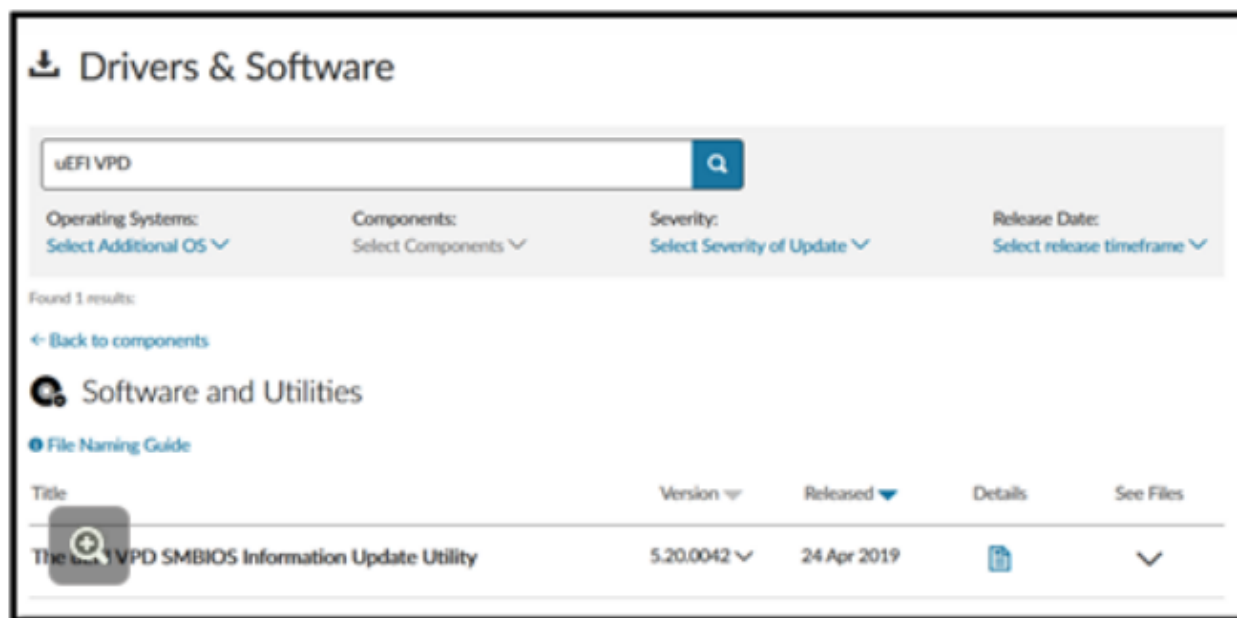 Drivers & Software
uEFI VPD
Operating Systems: Components: Severity: Release Date:
Select Additional OS Select Components Select Severity of Update Select release timeframe
Found 1 results:
← Back to components
Software and Utilities
File Naming Guide
Title Version Released Details See Files
The VPD SMBIOS Information Update Utility 5.20.0042 24 Apr 2019